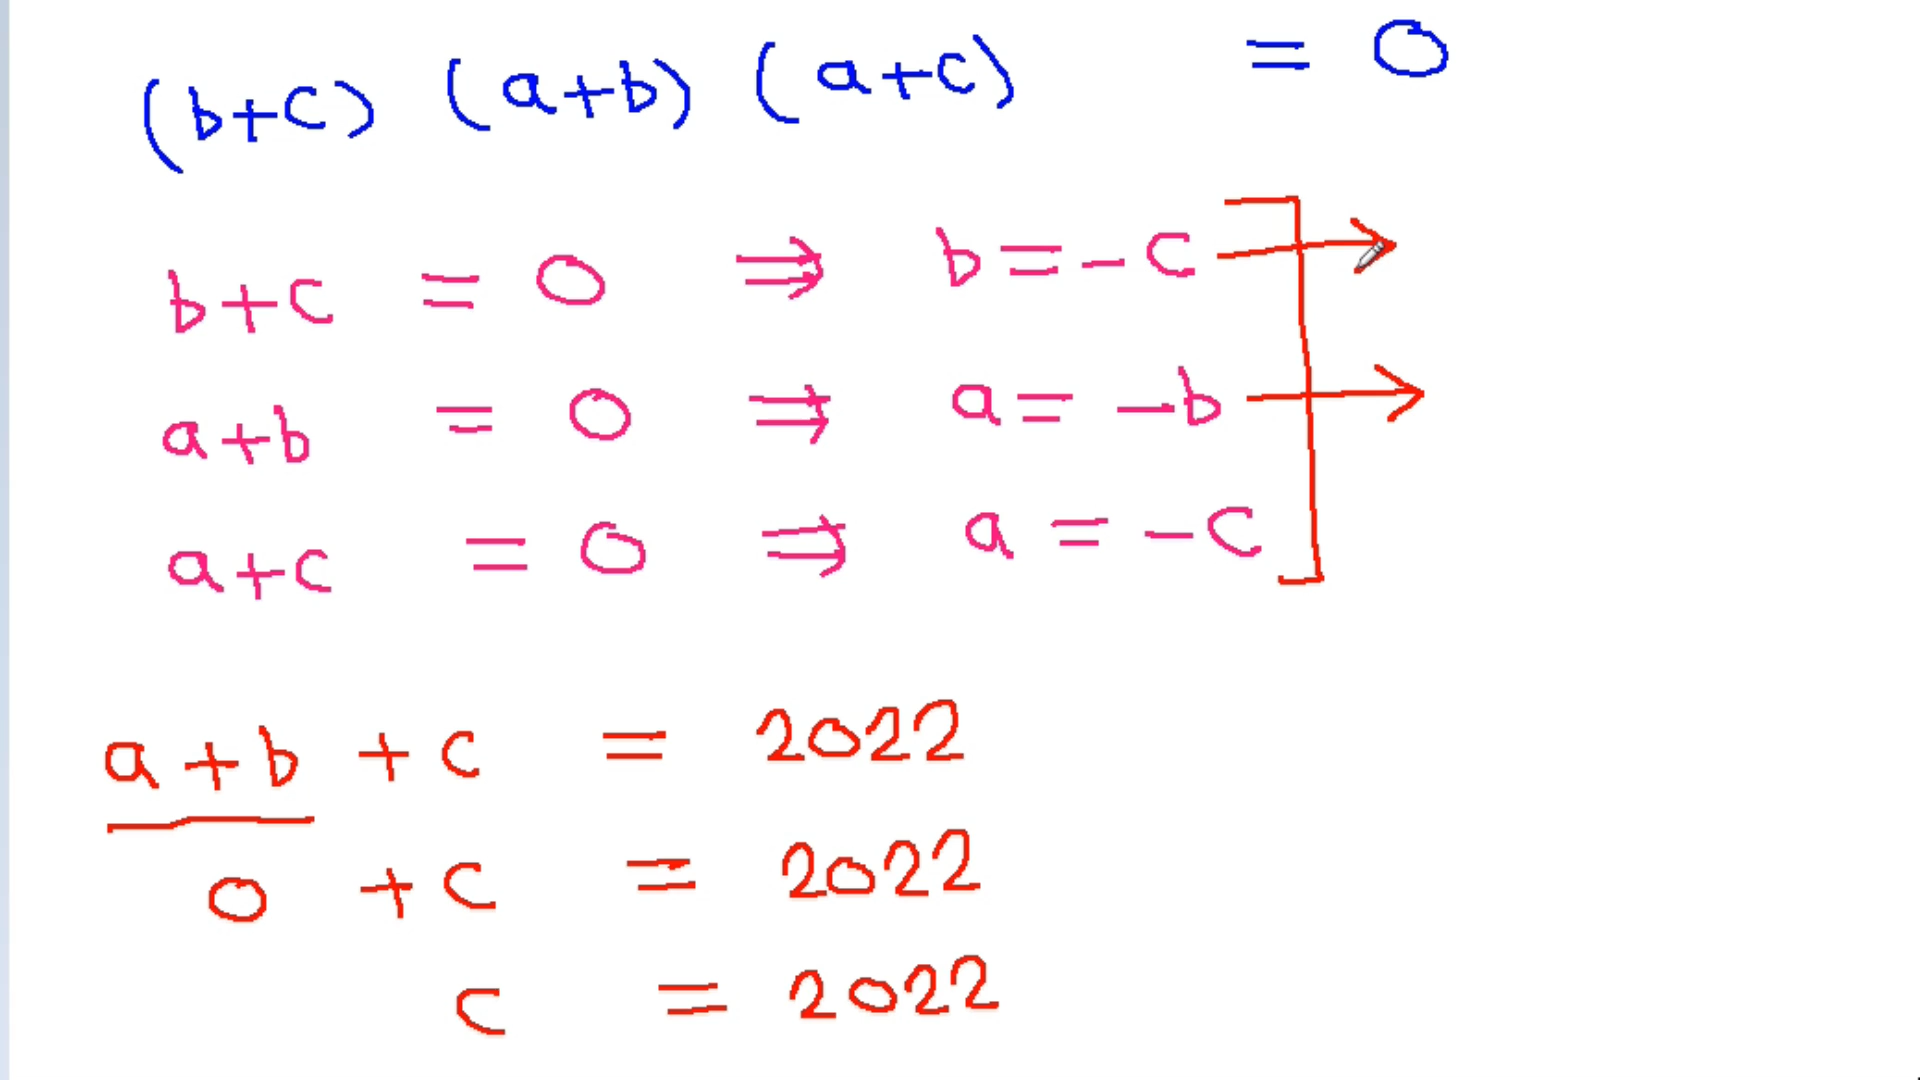 (b+c) (a+b) (a+c) = 0
b+c = 0 ⇒ b=-c →
a+b = 0 ⇒ a=-b →
a+c = 0 ⇒ a=-c
a+b+c = 2022
0+c = 2022
c = 2022